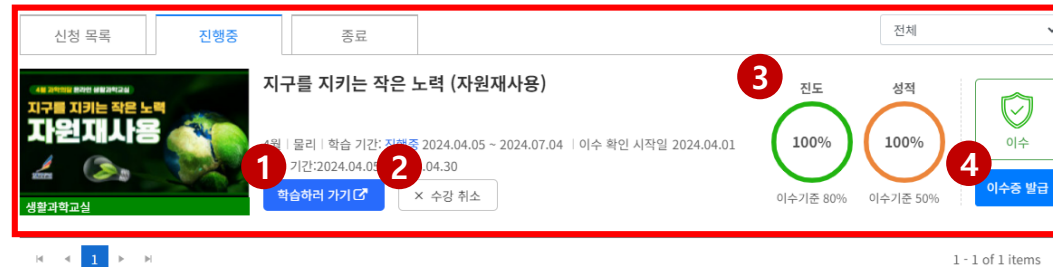 신청 목록
진행중
종료
전체
4월 과학의달 온라인 생활과학교실
지구를 지키는 작은 노력
자원재사용
생활과학교실
지구를 지키는 작은 노력 (자원재사용)
4월 | 물리 | 학습 기간: 진행중 2024.04.05 ~ 2024.07.04 | 이수 확인 시작일 2024.04.01
기간:2024.04.05 .04.30
1
학습하러 가기
2
× 수강 취소
3
진도
성적
100%
100%
이수기준 80%
이수기준 50%
이수
4
이수증 발급
1
1 - 1 of 1 items